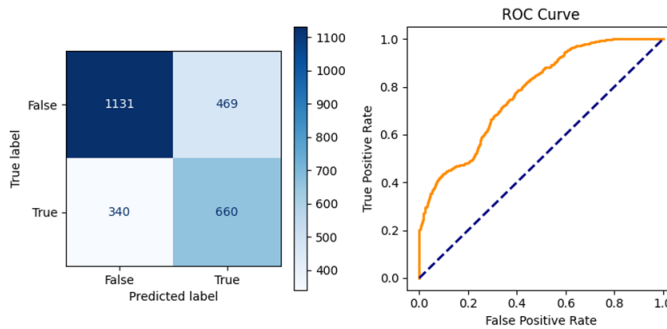 ROC Curve
True label
False
True
1131
469
340
660
False
True
Predicted label
1100
1000
900
800
700
600
500
400
True Positive Rate
1.0
0.8
0.6
0.4
0.2
0.0
0.0
0.2
0.4
0.6
0.8
1.0
False Positive Rate